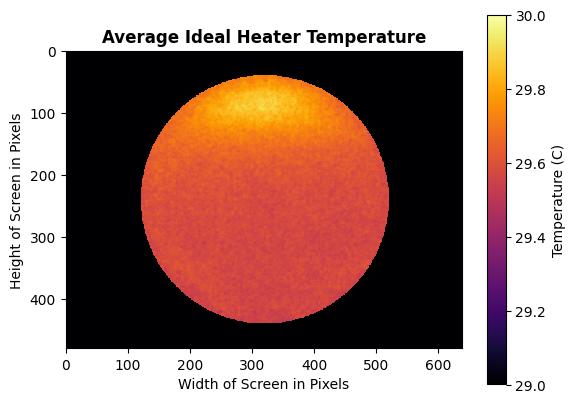 Average Ideal Heater Temperature
Height of Screen in Pixels
0
100
200
300
400
0 100 200 300 400 500 600
Width of Screen in Pixels
30.0
29.8
29.6
29.4
29.2
29.0
Temperature (C)